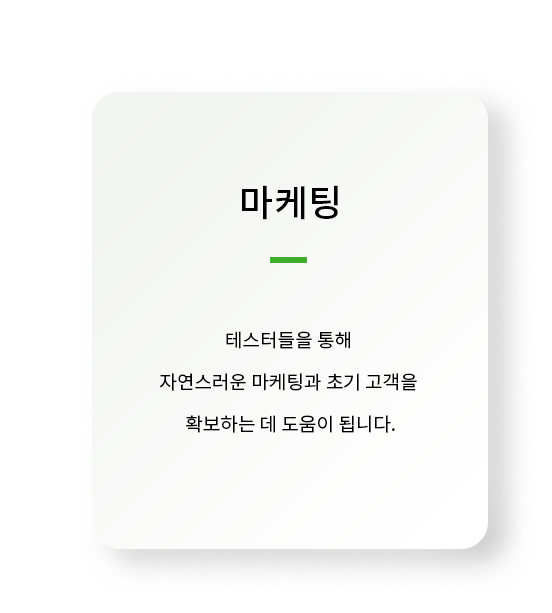 마케팅
테스터들을 통해
자연스러운 마케팅과 초기 고객을
확보하는 데 도움이 됩니다.